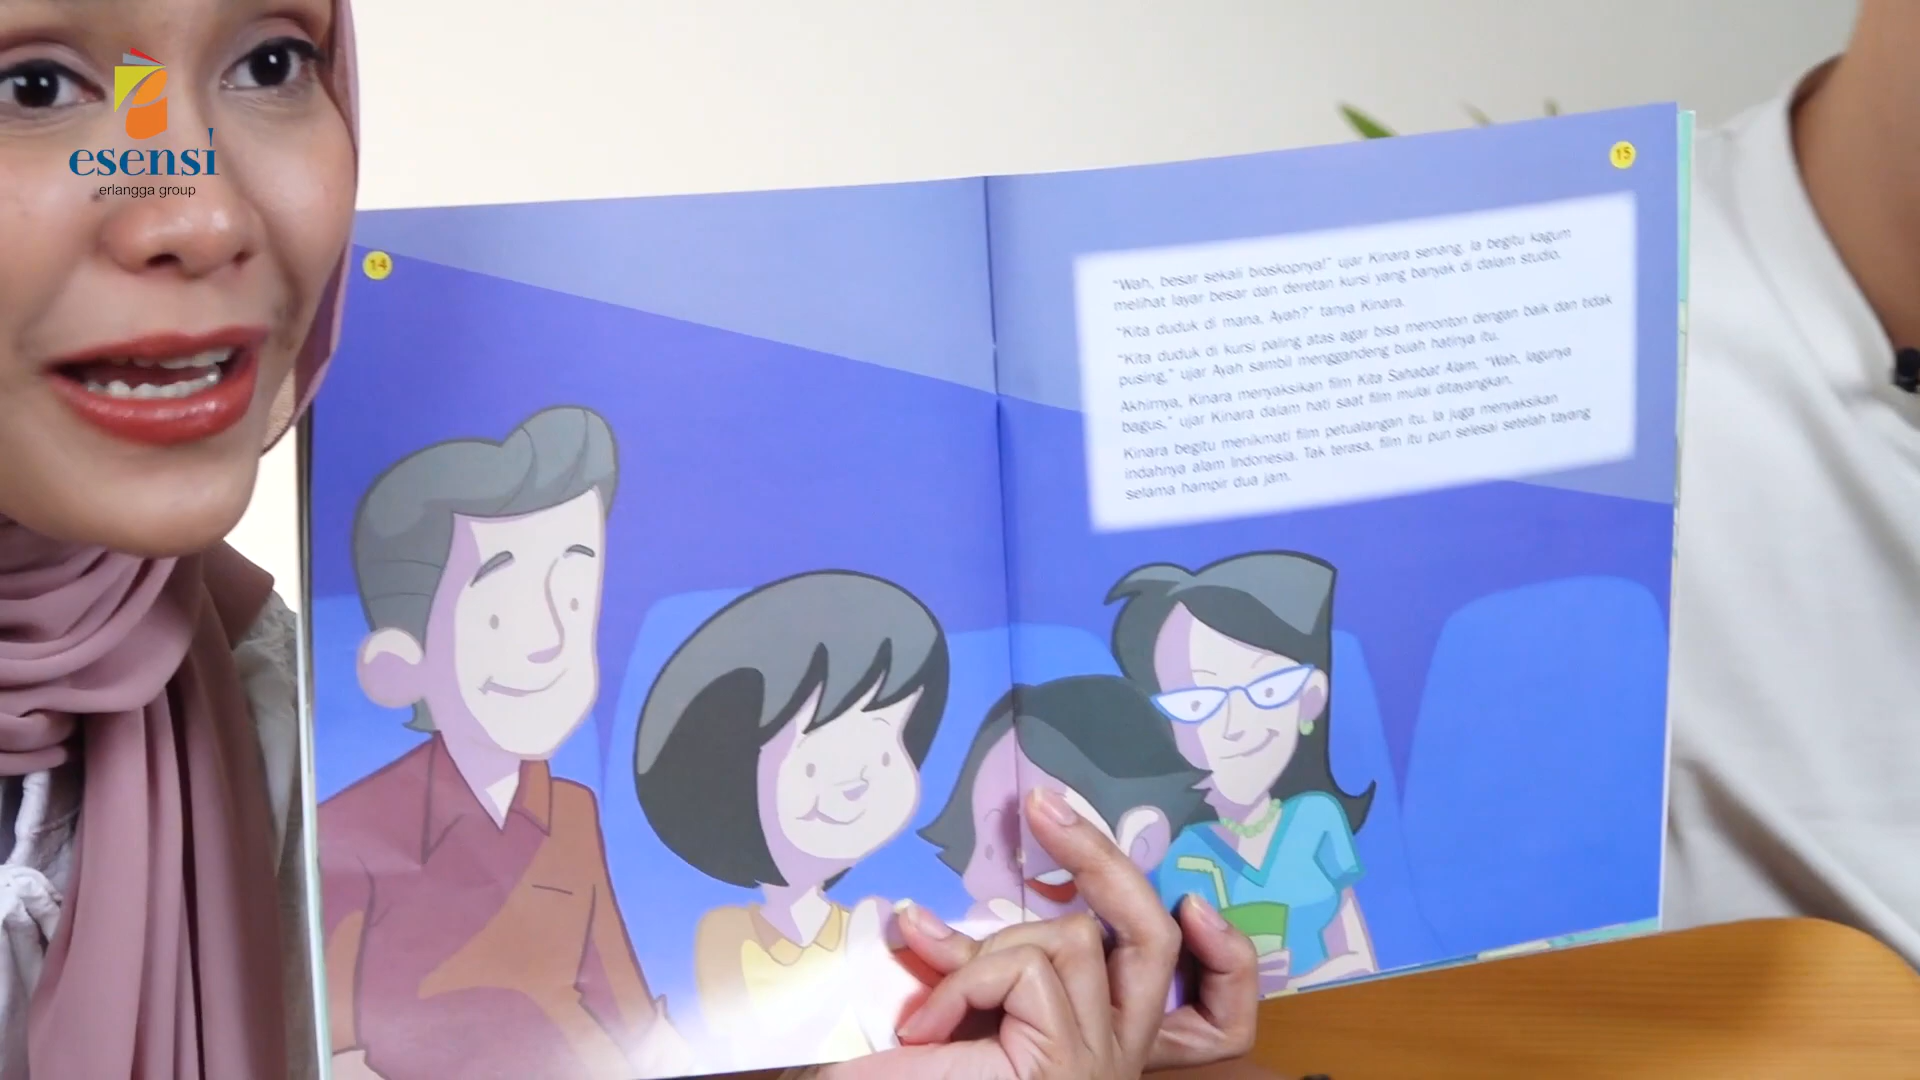 esensi
erlangga group
14
15
"Wah, besar sekali bioskopnya!" ujar Kinara senang. Ia begitu kagum
melihat layar besar dan deretan kursi yang banyak di dalam studio.
"Kita duduk di mana, Ayah?" tanya Kinara.
"Kita duduk di kursi paling atas agar bisa menonton dengan baik dan tidak
pusing," ujar Ayah sambil menggandeng buah hatinya itu.
Akhirnya, Kinara menyaksikan film Kita Sahabat Alam. "Wah, lagunya
bagus," ujar Kinara dalam hati saat film mulai ditayangkan.
Kinara begitu menikmati film petualangan itu. Ia juga menyaksikan
indahnya alam Indonesia. Tak terasa, film itu pun selesai setelah tayang
selama hampir dua jam.